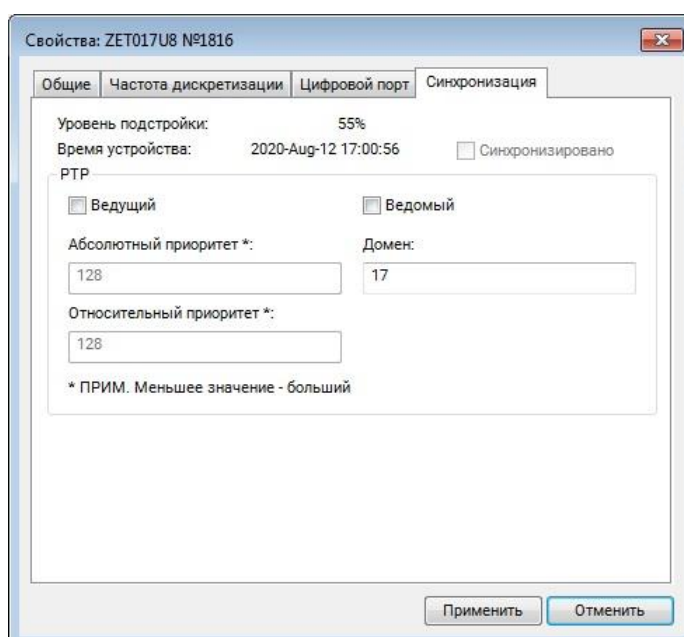 Свойства: ZET017U8 №1816
Общие Частота дискретизации Цифровой порт Синхронизация
Уровень подстройки: 55%
Время устройства: 2020-Aug-12 17:00:56 Синхронизировано
PTP
Ведущий Ведомый
Абсолютный приоритет *: Домен:
128 17
Относительный приоритет *:
128
* ПРИМ. Меньшее значение - больший
Применить Отменить